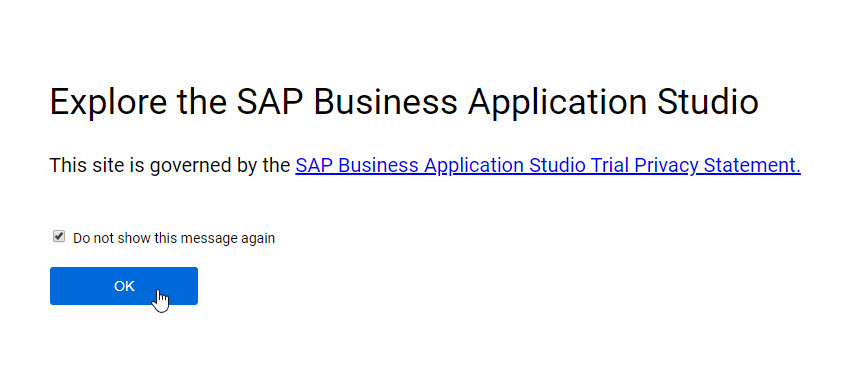 Explore the SAP Business Application Studio
This site is governed by the SAP Business Application Studio Trial Privacy Statement.
Do not show this message again
OK